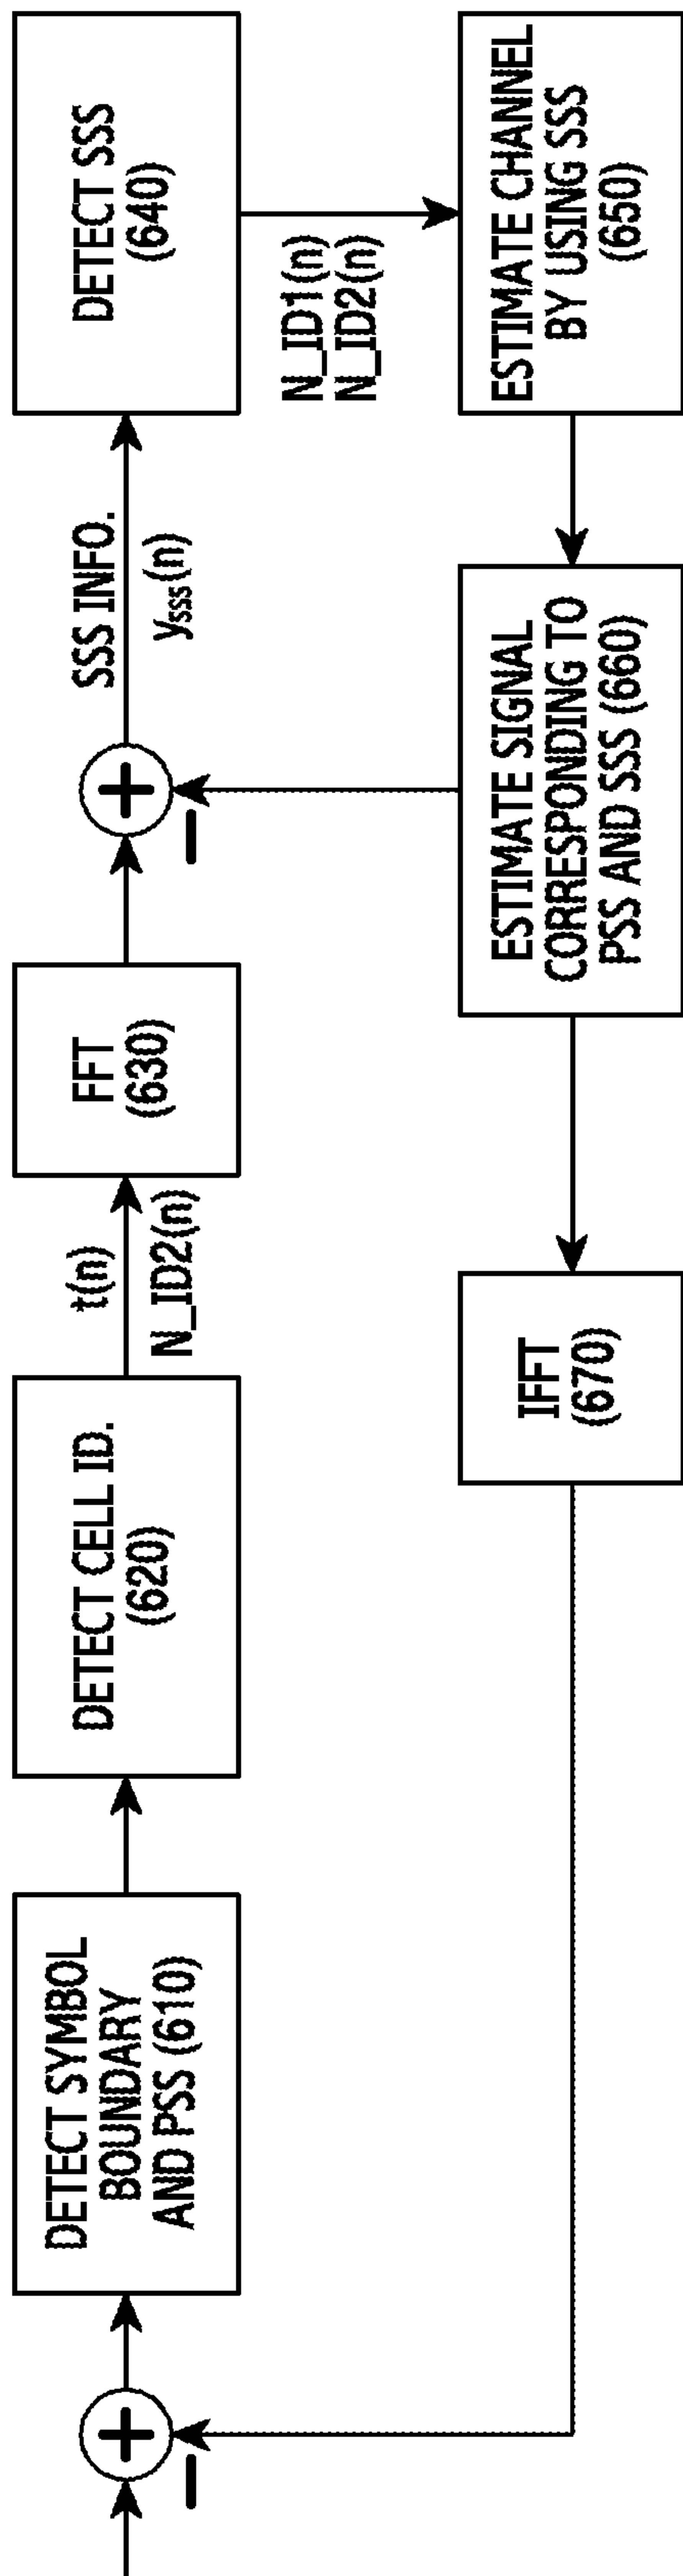 DETECT SYMBOL
BOUNDARY
AND PSS (610)
DETECT CELL ID.
(620)
t(n)
N_ID2(n)
FFT
(630)
SSS INFO.
ysss(n)
DETECT SSS
(640)
N_ID1(n)
N_ID2(n)
ESTIMATE CHANNEL
BY USING SSS
(650)
ESTIMATE SIGNAL
CORRESPONDING TO
PSS AND SSS (660)
IFFT
(670)
+
−
+
−